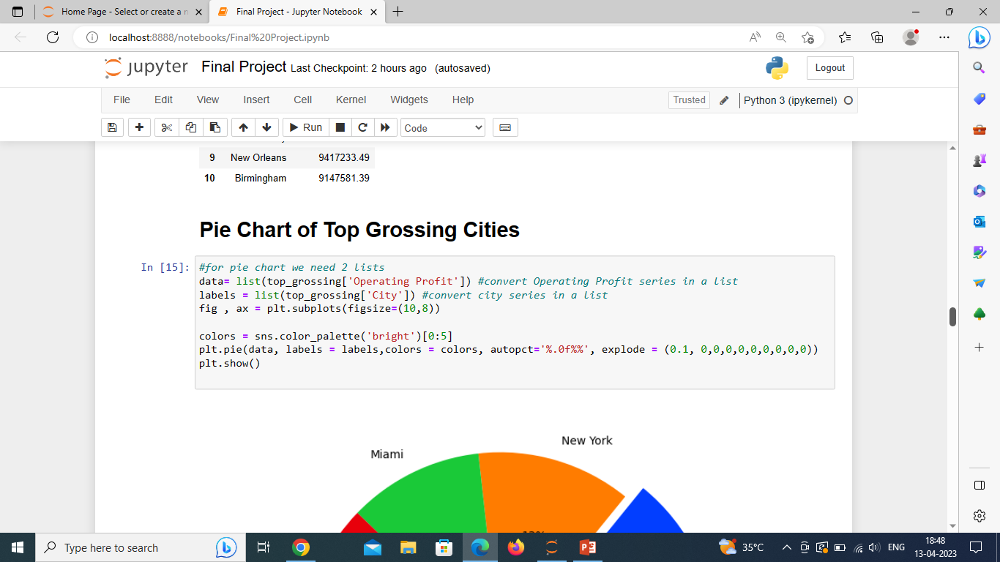 Home Page - Select or create a n
Final Project - Jupyter Notebook
localhost:8888/notebooks/Final%20Project.ipynb
jupyter Final Project Last Checkpoint: 2 hours ago (autosaved)
Logout
File Edit View Insert Cell Kernel Widgets Help
Trusted Python 3 (ipykernel)
Run Code
9 New Orleans 9417233.49
10 Birmingham 9147581.39
Pie Chart of Top Grossing Cities
In [15]: #for pie chart we need 2 lists
data= list(top_grossing['Operating Profit']) #convert Operating Profit series in a list
labels = list(top_grossing['City']) #convert city series in a list
fig , ax = plt.subplots(figsize=(10,8))
colors = sns.color_palette('bright')[0:5]
plt.pie(data, labels = labels,colors = colors, autopct='%.0f%%', explode = (0.1, 0,0,0,0,0,0,0,0,0))
plt.show()
New York
Miami
Type here to search
35°C
ENG
18:48
13-04-2023